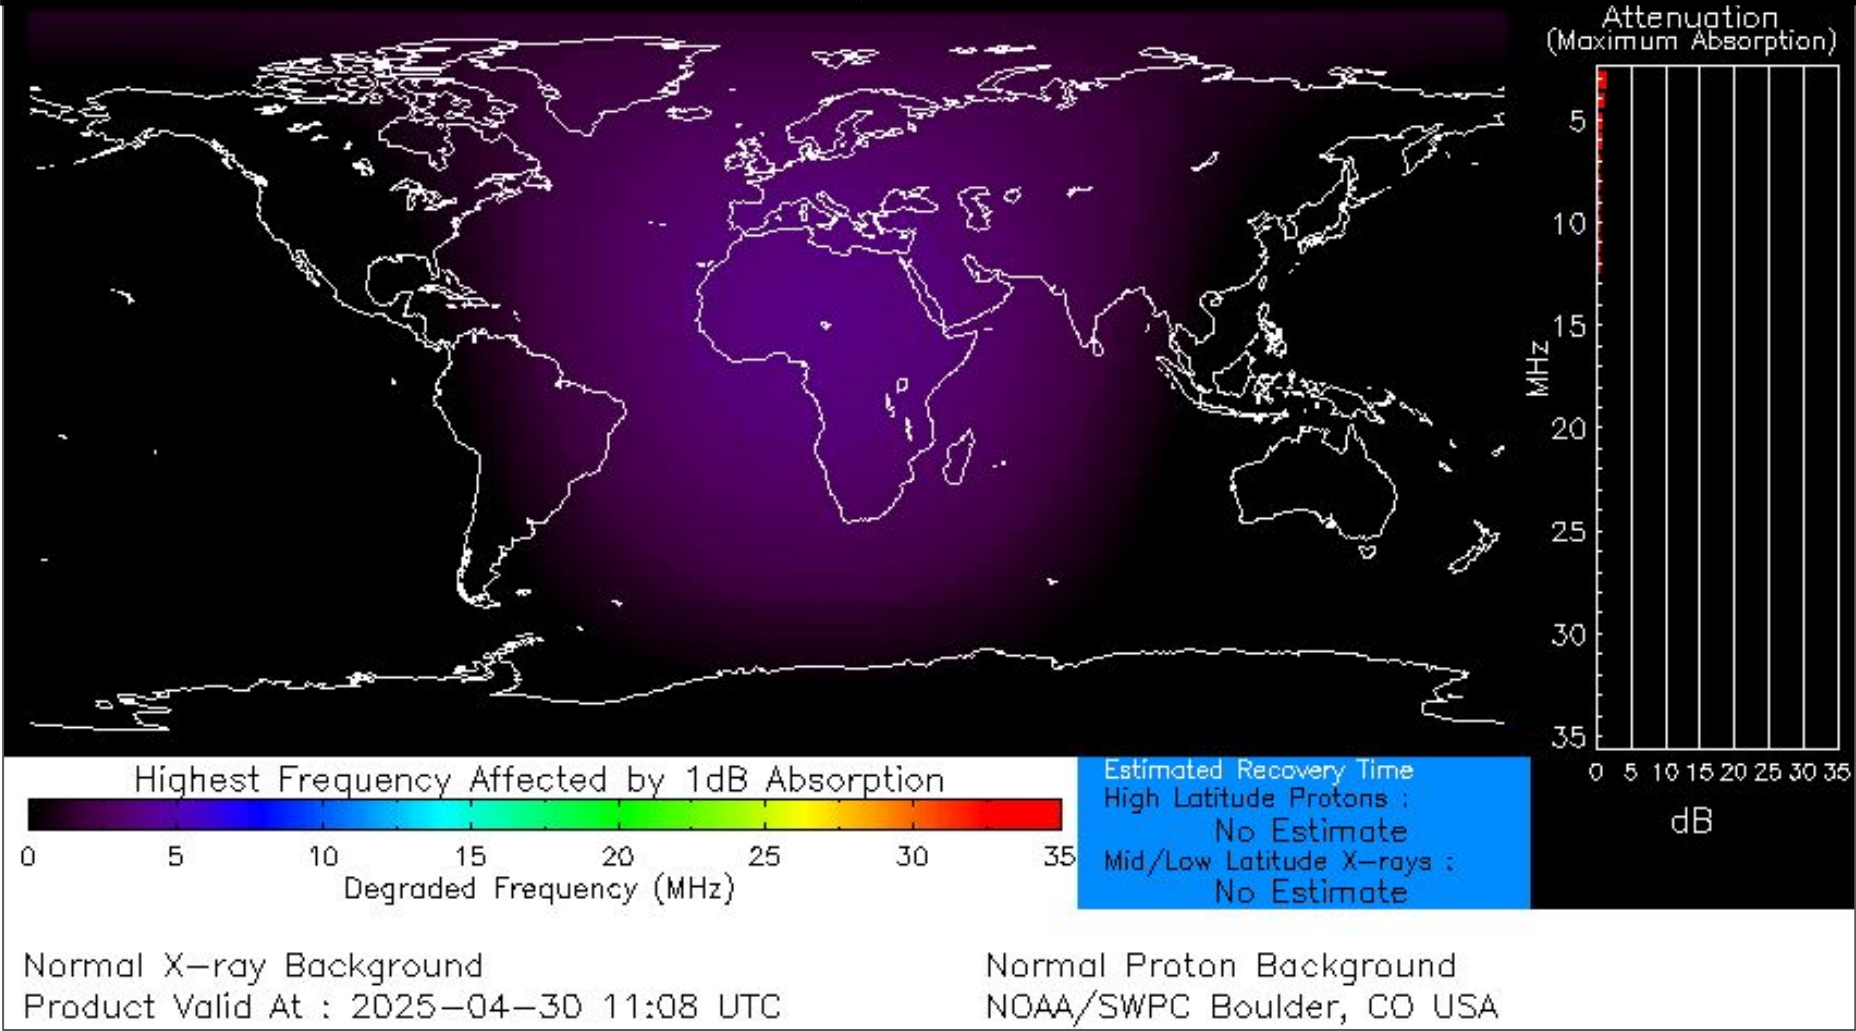 Attenuation
(Maximum Absorption)
5
10
15
20
25
30
35
MHz
0 5 10 15 20 25 30 35
dB
Highest Frequency Affected by 1dB Absorption
0 5 10 15 20 25 30 35
Degraded Frequency (MHz)
Estimated Recovery Time
High Latitude Protons :
No Estimate
Mid/Low Latitude X-rays :
No Estimate
Normal X-ray Background
Product Valid At : 2025-04-30 11:08 UTC
Normal Proton Background
NOAA/SWPC Boulder, CO USA